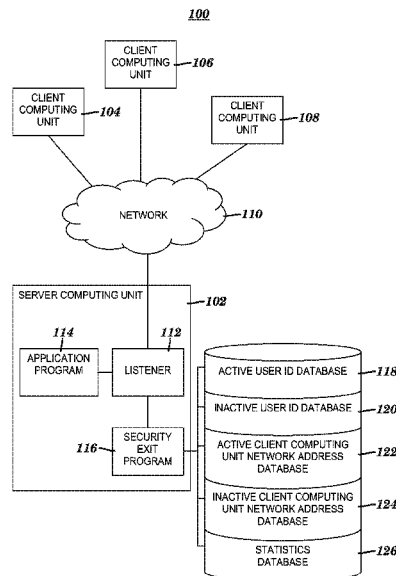 100
CLIENT
COMPUTING
UNIT
106
CLIENT
COMPUTING
UNIT
104
CLIENT
COMPUTING
UNIT
108
NETWORK
110
SERVER COMPUTING UNIT
102
114
112
APPLICATION
PROGRAM
LISTENER
116
SECURITY
EXIT
PROGRAM
ACTIVE USER ID DATABASE
118
INACTIVE USER ID DATABASE
120
ACTIVE CLIENT COMPUTING
UNIT NETWORK ADDRESS
DATABASE
122
INACTIVE CLIENT COMPUTING
UNIT NETWORK ADDRESS
DATABASE
124
STATISTICS
DATABASE
126